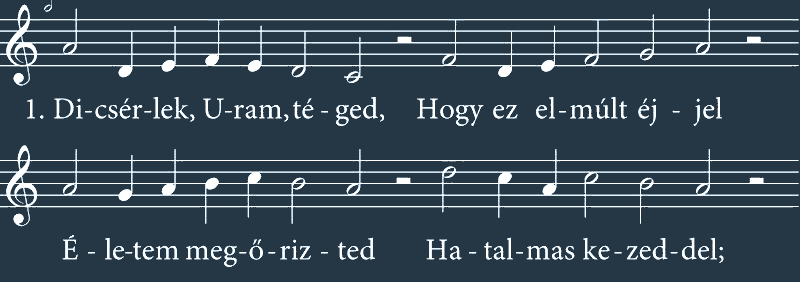 1. Di-csér-lek, U-ram, té - ged, Hogy ez el-múlt éj - jel
É - le-tem meg-ő-riz - ted Ha - tal-mas ke-zed-del;